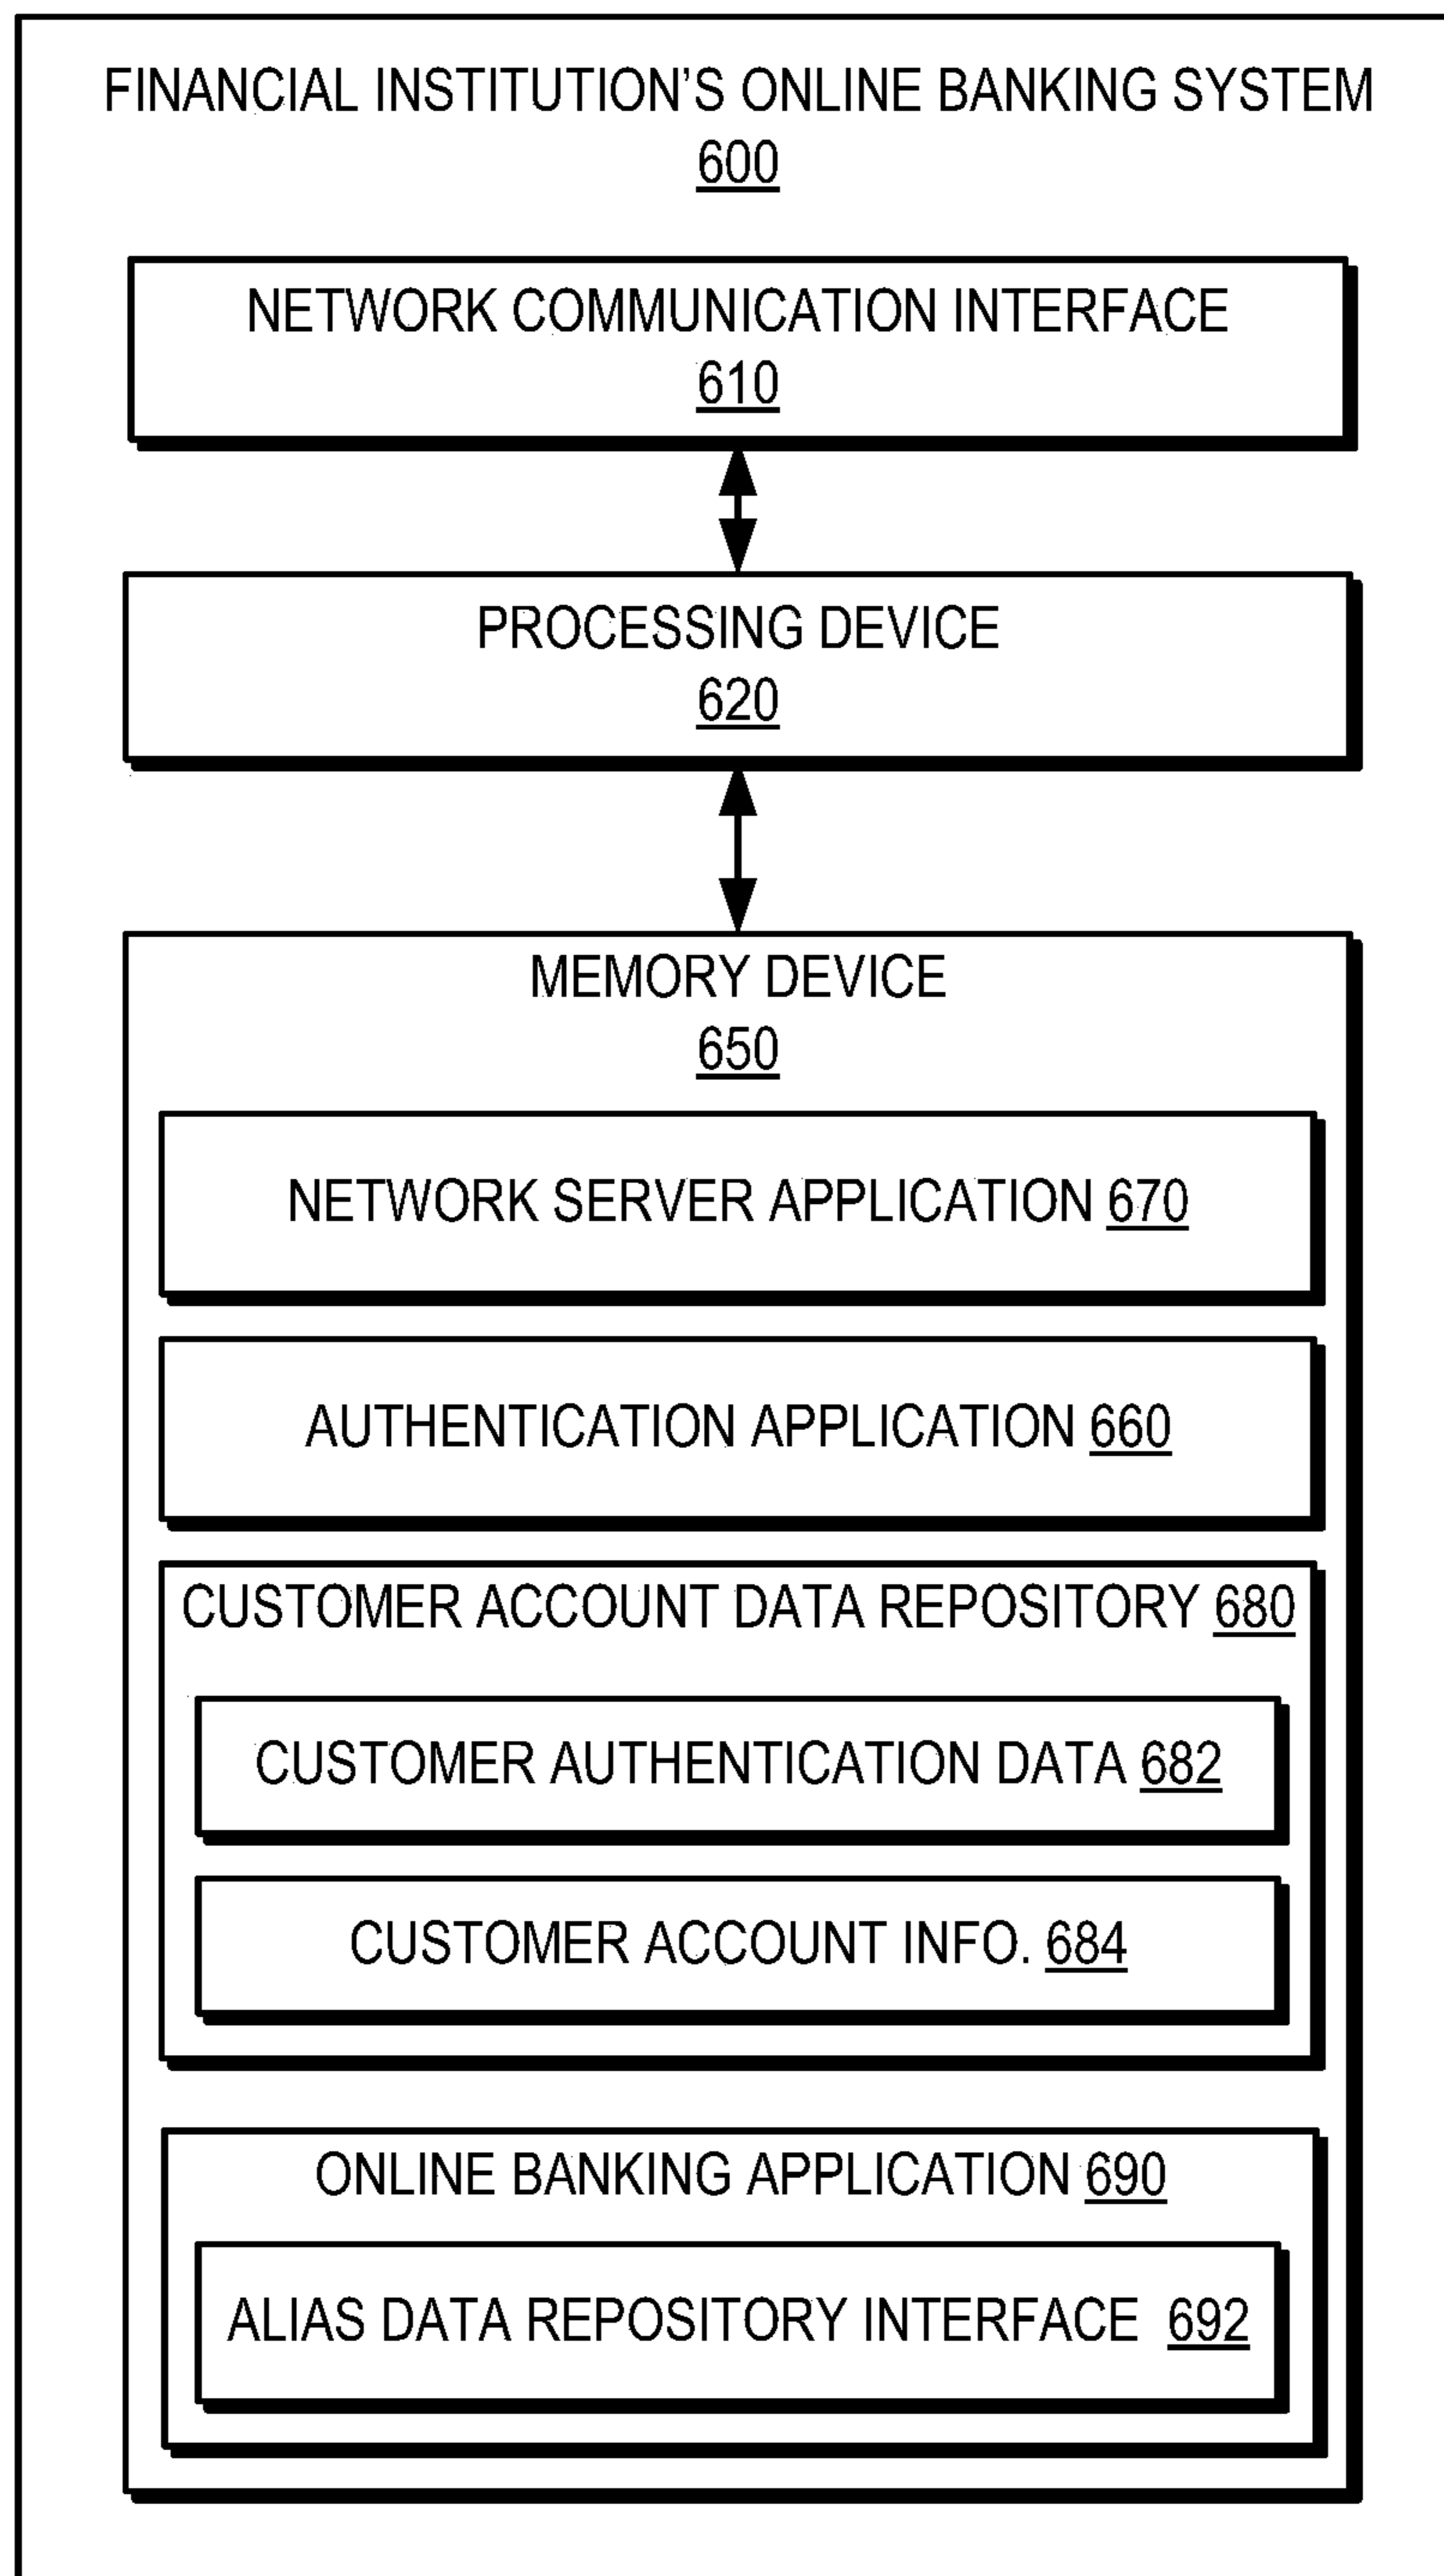 FINANCIAL INSTITUTION'S ONLINE BANKING SYSTEM
600
NETWORK COMMUNICATION INTERFACE
610
PROCESSING DEVICE
620
MEMORY DEVICE
650
NETWORK SERVER APPLICATION 670
AUTHENTICATION APPLICATION 660
CUSTOMER ACCOUNT DATA REPOSITORY 680
CUSTOMER AUTHENTICATION DATA 682
CUSTOMER ACCOUNT INFO. 684
ONLINE BANKING APPLICATION 690
ALIAS DATA REPOSITORY INTERFACE 692